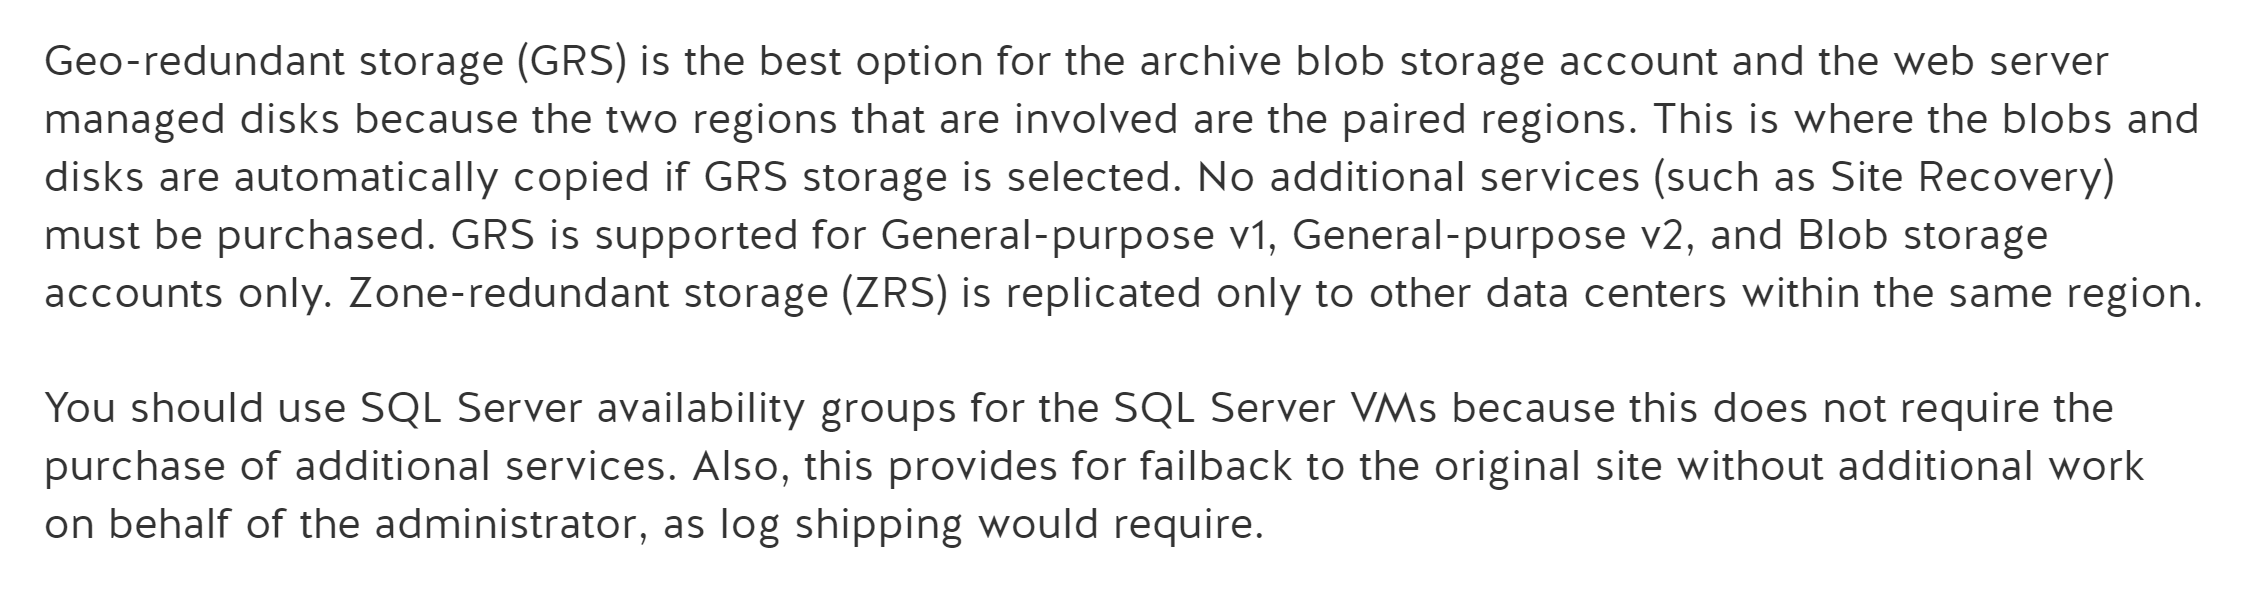 Geo-redundant storage (GRS) is the best option for the archive blob storage account and the web server
managed disks because the two regions that are involved are the paired regions. This is where the blobs and
disks are automatically copied if GRS storage is selected. No additional services (such as Site Recovery)
must be purchased. GRS is supported for General-purpose v1, General-purpose v2, and Blob storage
accounts only. Zone-redundant storage (ZRS) is replicated only to other data centers within the same region.
You should use SQL Server availability groups for the SQL Server VMs because this does not require the
purchase of additional services. Also, this provides for failback to the original site without additional work
on behalf of the administrator, as log shipping would require.